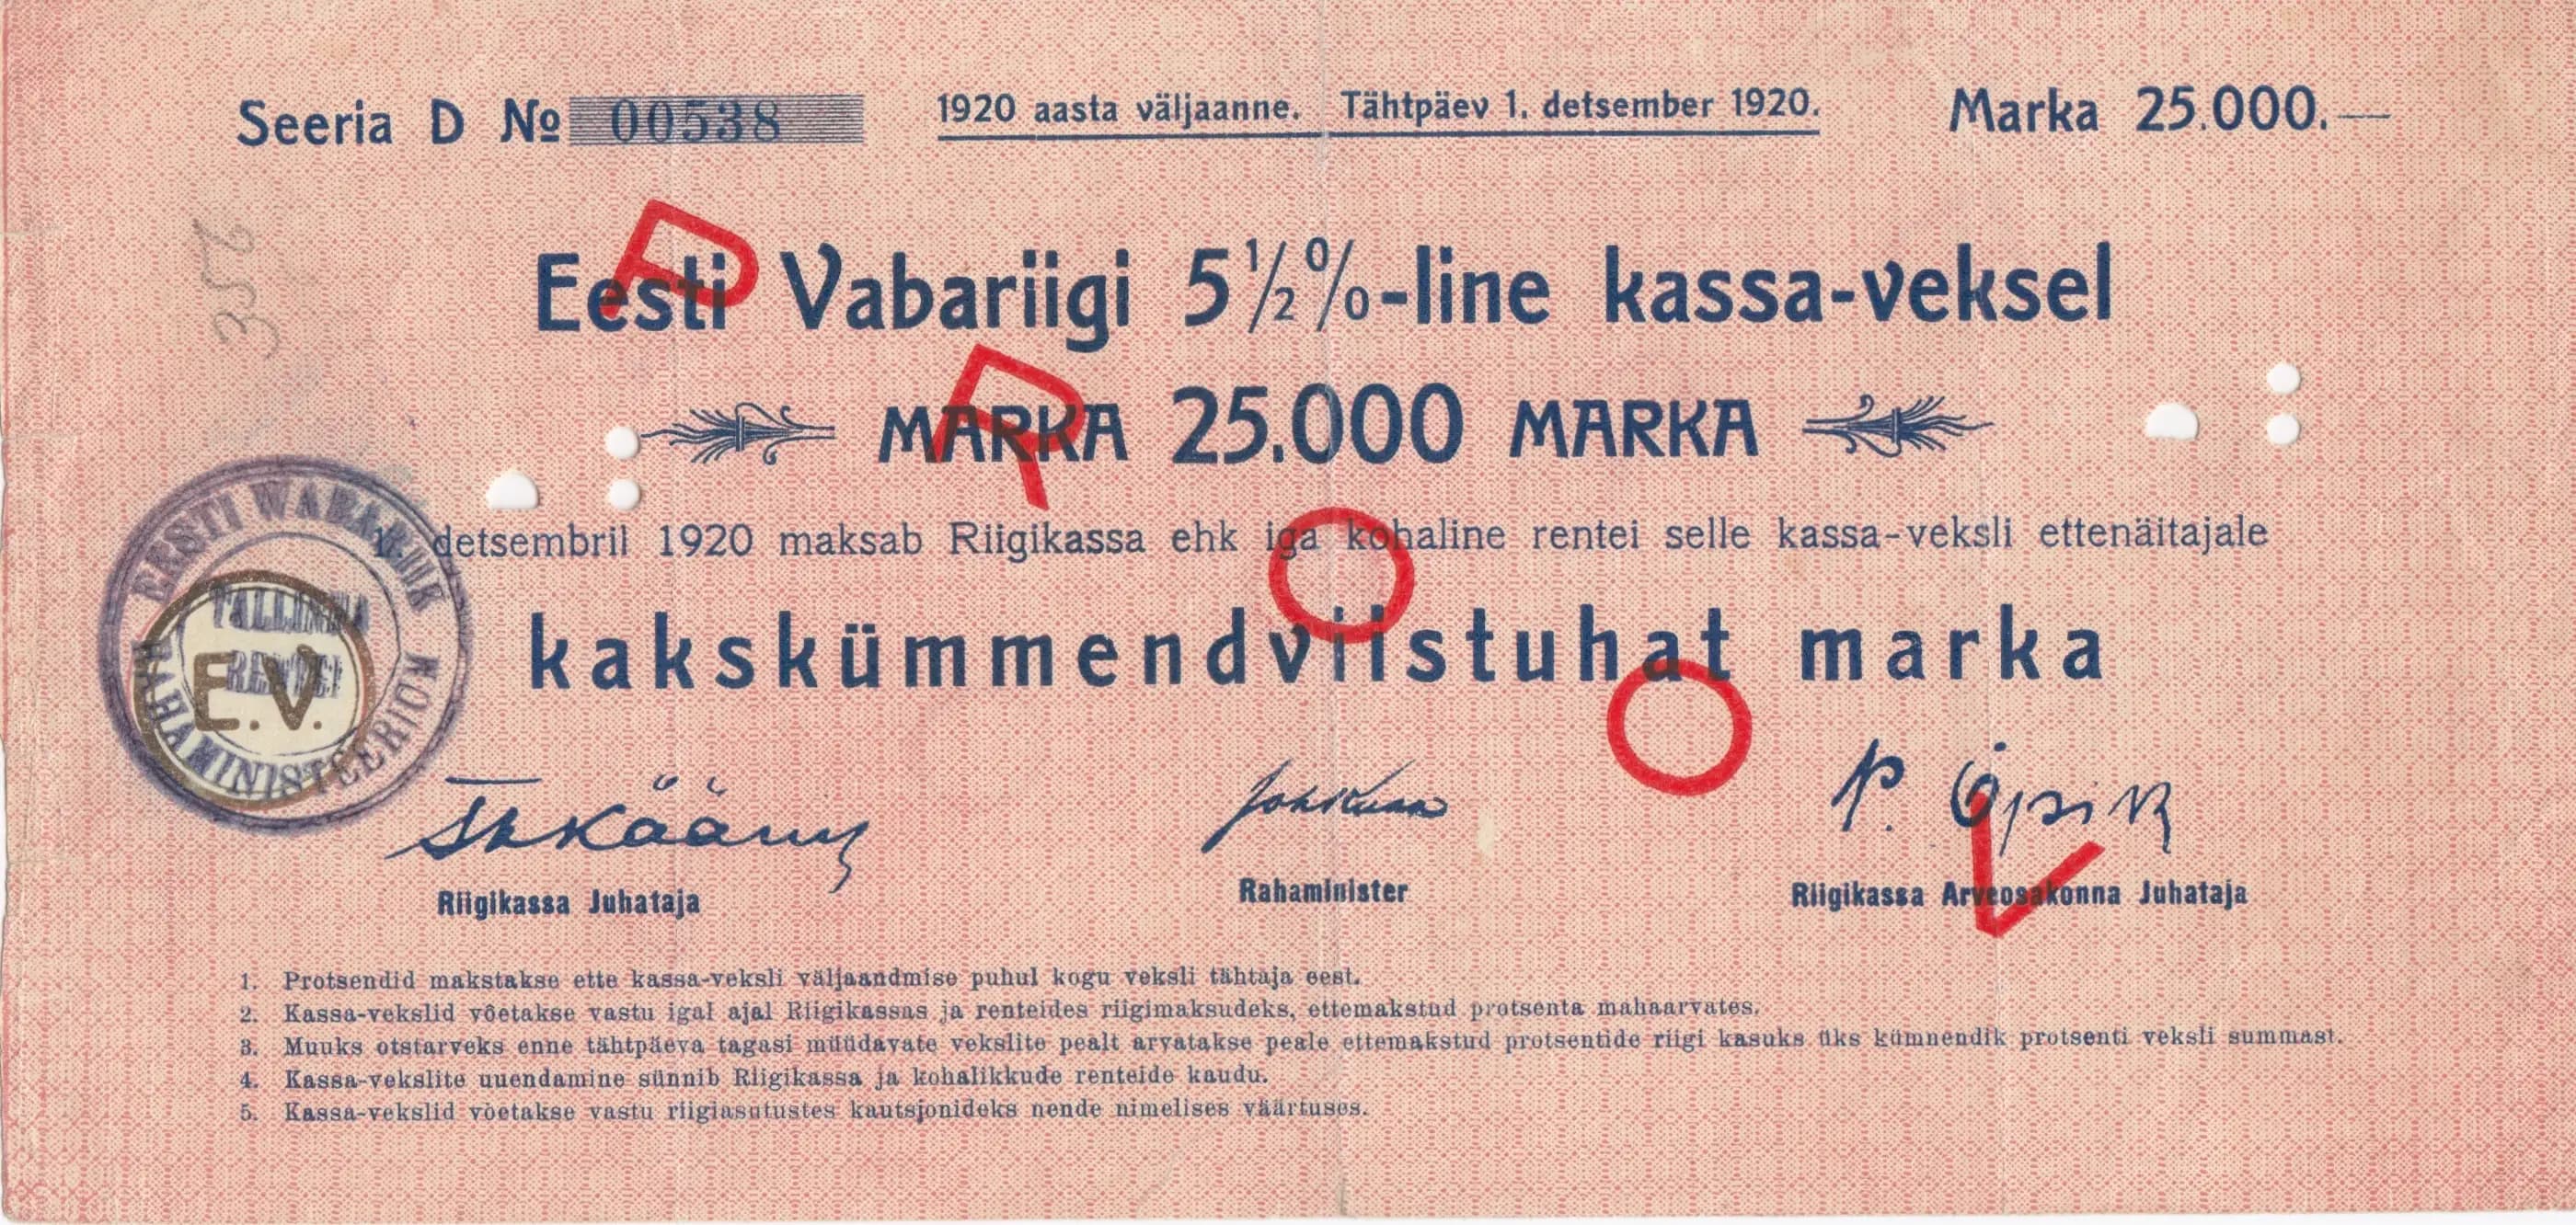 Seeria D № 00538 1920 aasta väljaanne. Tähtpäev 1. detsember 1920. Marka 25.000.—
356
Eesti Vabariigi 5½%-line kassa-veksel
MARKA 25.000 MARKA
1. detsembril 1920 maksab Riigikassa ehk iga kohaline rentei selle kassa-veksli ettenäitajale
kakskümmendviistuhat marka
PROOV
EESTI WABARIIK
RAHAMINISTEERIUM
TALLINNA
RENTEI
E.V.
P. Öpik
Riigikassa Juhataja Rahaminister Riigikassa Arveosakonna Juhataja
1. Protsendid makstakse ette kassa-veksli väljaandmise puhul kogu veksli tähtaja eest.
2. Kassa-vekslid võetakse vastu igal ajal Riigikassas ja renteides riigimaksudeks, ettemakstud protsenta mahaarvates.
3. Muuks otstarveks enne tähtpäeva tagasi müüdavate vekslite pealt arvatakse peale ettemakstud protsentide riigi kasuks üks kümnendik protsenti veksli summast.
4. Kassa-vekslite uuendamine sünnib Riigikassa ja kohalikkude renteide kaudu.
5. Kassa-vekslid võetakse vastu riigiasutustes kautsjonideks nende nimelises väärtuses.